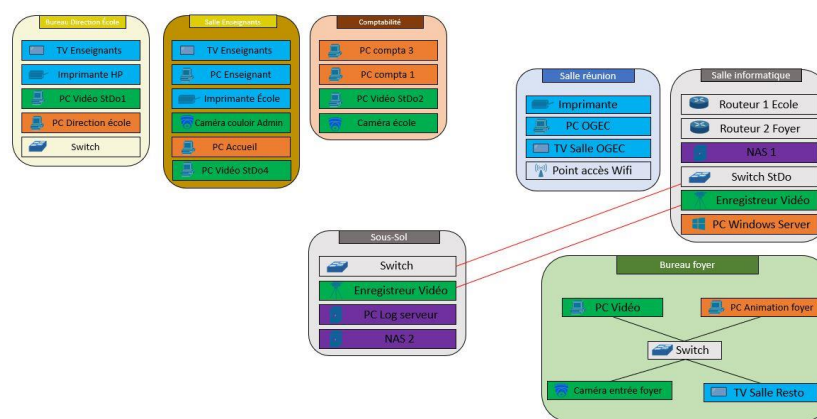 Bureau Direction École
TV Enseignants
Imprimante HP
PC Vidéo StDo1
PC Direction école
Switch
Salle Enseignants
TV Enseignants
PC Enseignant
Imprimante École
Caméra couloir Admin
PC Accueil
PC Vidéo StDo4
Comptabilité
PC compta 3
PC compta 1
PC Vidéo StDo2
Caméra école
Salle réunion
Imprimante
PC OGEC
TV Salle OGEC
Point accès Wifi
Salle informatique
Routeur 1 Ecole
Routeur 2 Foyer
NAS 1
Switch StDo
Enregistreur Vidéo
PC Windows Server
Sous-Sol
Switch
Enregistreur Vidéo
PC Log serveur
NAS 2
Bureau foyer
PC Vidéo
PC Animation foyer
Switch
Caméra entrée foyer
TV Salle Resto